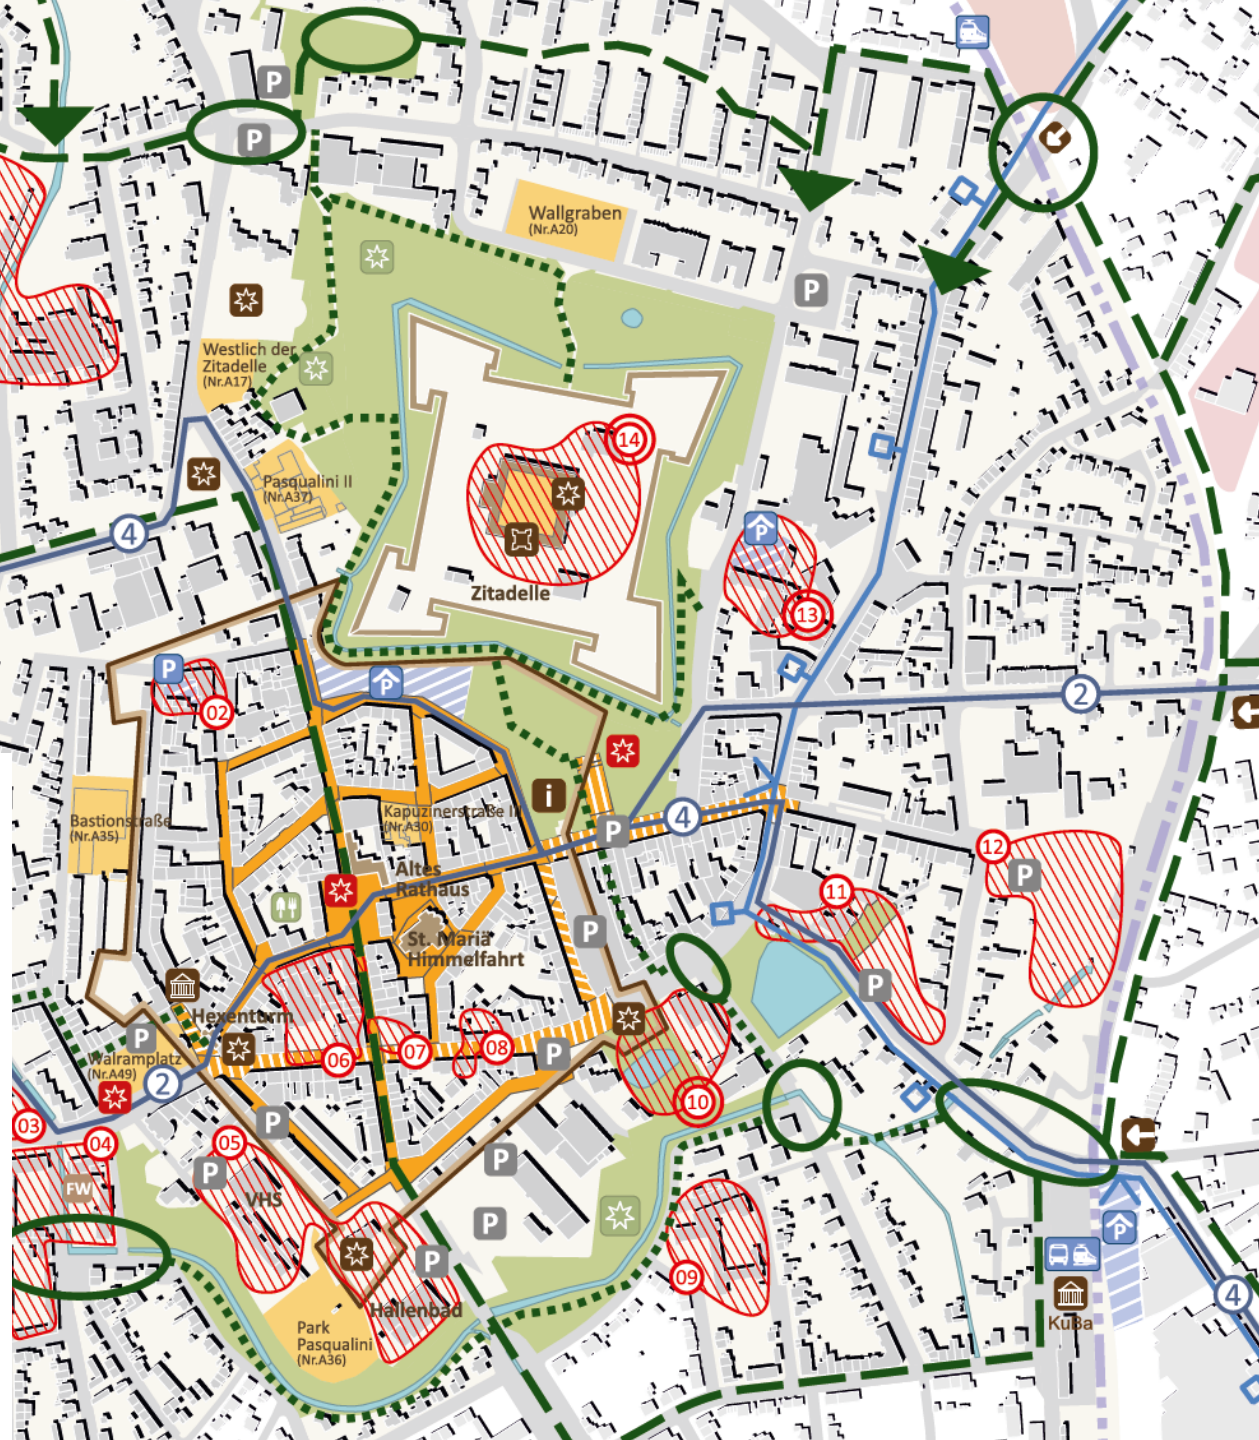 P
P
Wallgraben
(Nr.A20)
P
Westlich der
Zitadelle
(Nr.A17)
14
Pasqualini II
(Nr.A37)
4
P
Zitadelle
13
P
02
P
2
i
Bastionstraße
(Nr.A35)
Kapuzinerstraße III
(Nr.A30)
P
4
12
P
Altes
Rathaus
11
P
St. Mariä
Himmelfahrt
P
Hexenturm
P
Walramplatz
(Nr.A49)
06
07
08
P
2
10
03
04
05
P
P
P
FW
VHS
P
P
P
09
P
4
Hallenbad
KuBa
Park
Pasqualini
(Nr.A36)